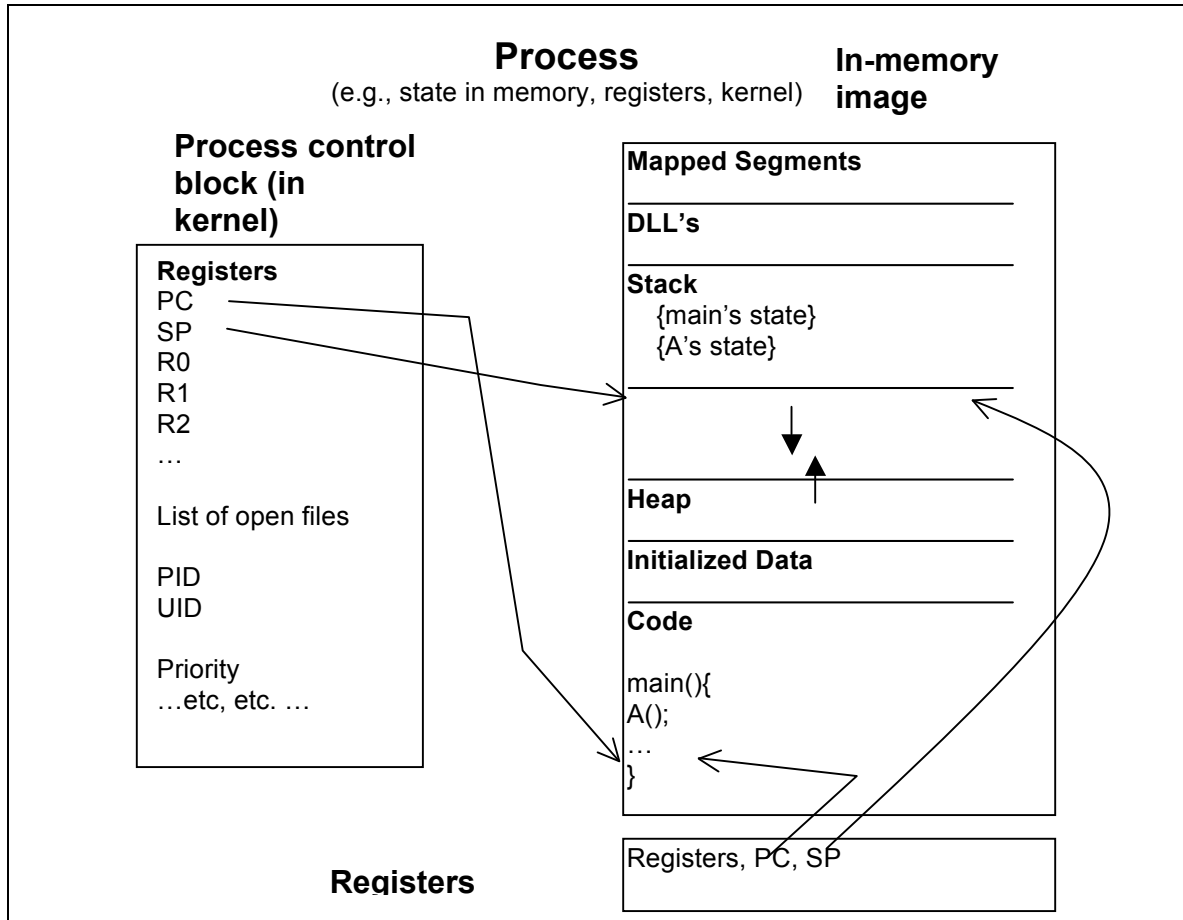 Process
(e.g., state in memory, registers, kernel)
In-memory
image
Process control
block (in
kernel)
Registers
PC
SP
R0
R1
R2
…
List of open files
PID
UID
Priority
…etc, etc. …
Mapped Segments
DLL's
Stack
{main's state}
{A's state}
Heap
Initialized Data
Code
main(){
A();
…
}
Registers, PC, SP
Registers